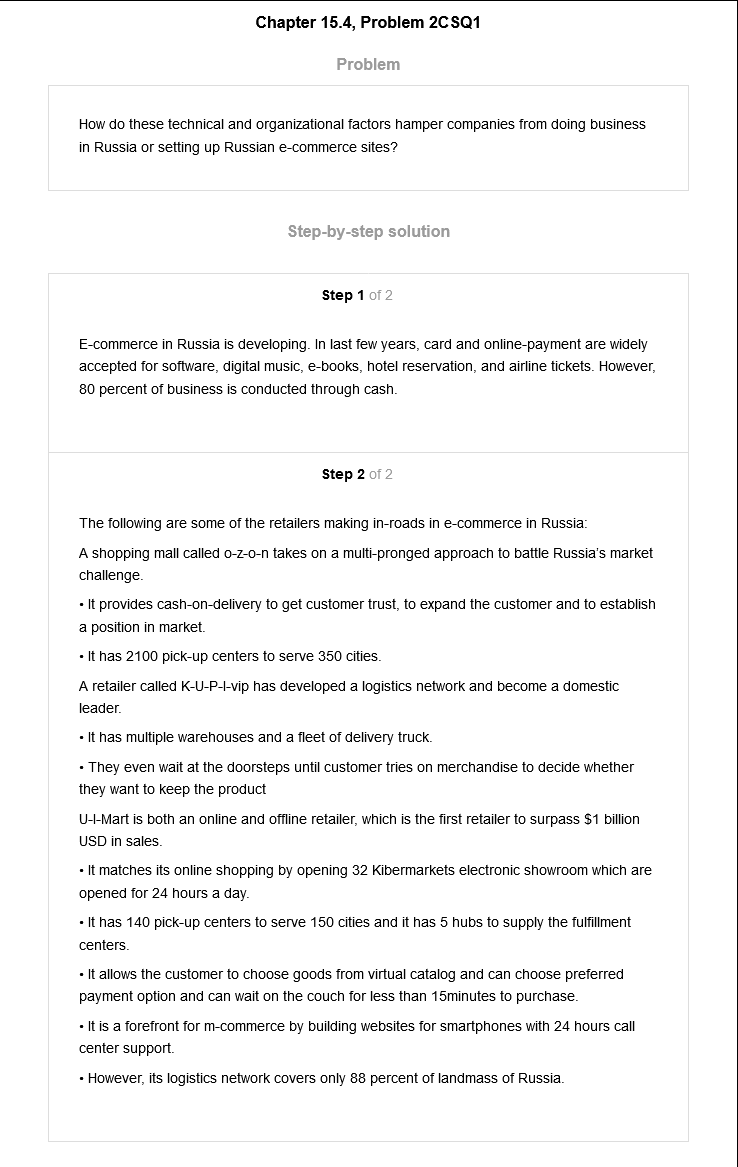 Chapter 15.4, Problem 2CSQ1
Problem
How do these technical and organizational factors hamper companies from doing business
in Russia or setting up Russian e-commerce sites?
Step-by-step solution
Step 1 of 2
E-commerce in Russia is developing. In last few years, card and online-payment are widely
accepted for software, digital music, e-books, hotel reservation, and airline tickets. However,
80 percent of business is conducted through cash.
Step 2 of 2
The following are some of the retailers making in-roads in e-commerce in Russia:
A shopping mall called o-z-o-n takes on a multi-pronged approach to battle Russia's market
challenge.
• It provides cash-on-delivery to get customer trust, to expand the customer and to establish
a position in market.
• It has 2100 pick-up centers to serve 350 cities.
A retailer called K-U-P-I-vip has developed a logistics network and become a domestic
leader.
• It has multiple warehouses and a fleet of delivery truck.
• They even wait at the doorsteps until customer tries on merchandise to decide whether
they want to keep the product
U-I-Mart is both an online and offline retailer, which is the first retailer to surpass $1 billion
USD in sales.
• It matches its online shopping by opening 32 Kibermarkets electronic showroom which are
opened for 24 hours a day.
• It has 140 pick-up centers to serve 150 cities and it has 5 hubs to supply the fulfillment
centers.
• It allows the customer to choose goods from virtual catalog and can choose preferred
payment option and can wait on the couch for less than 15minutes to purchase.
• It is a forefront for m-commerce by building websites for smartphones with 24 hours call
center support.
• However, its logistics network covers only 88 percent of landmass of Russia.